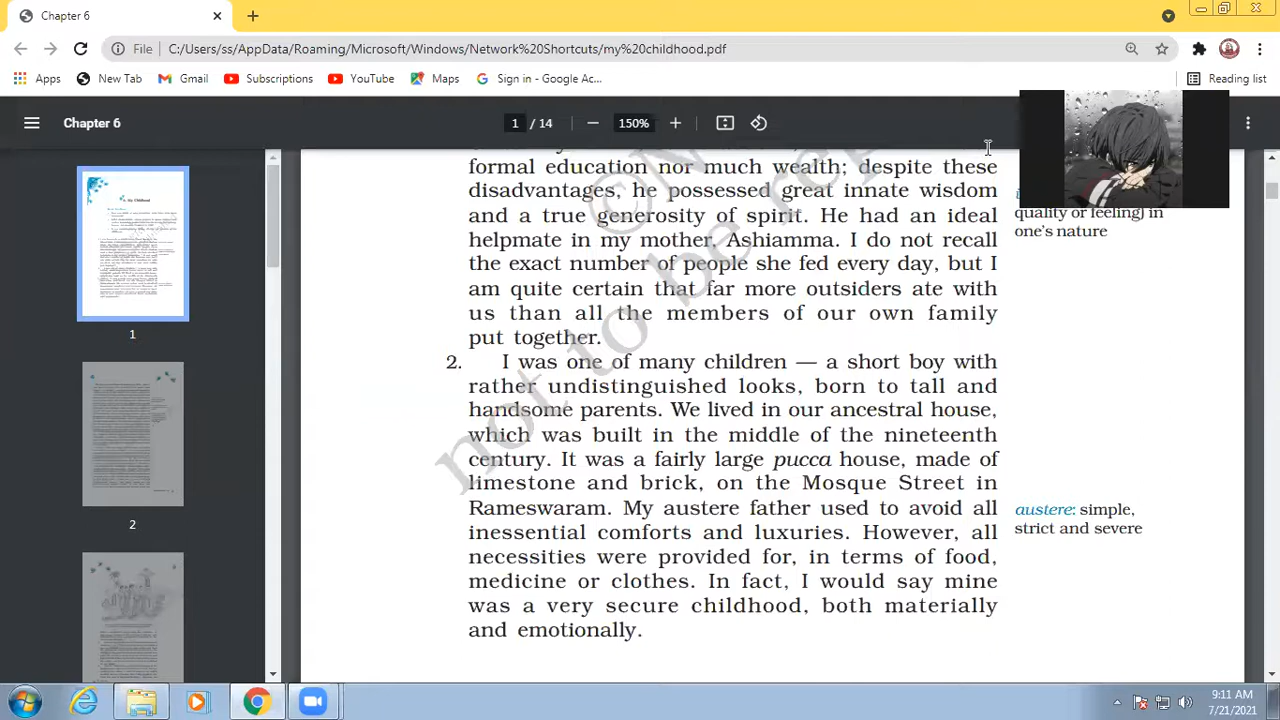 Chapter 6
File C:/Users/ss/AppData/Roaming/Microsoft/Windows/Network%20Shortcuts/my%20childhood.pdf
Apps New Tab Gmail Subscriptions YouTube Maps Sign in - Google Ac... Reading list
Chapter 6
1 / 14 150%
formal education nor much wealth; despite these
disadvantages, he possessed great innate wisdom
and a true generosity of spirit. He had an ideal
helpmate in my mother, Ashiamma. I do not recall
the exact number of people she fed every day, but I
am quite certain that far more outsiders ate with
us than all the members of our own family
put together.
2. I was one of many children — a short boy with
rather undistinguished looks, born to tall and
handsome parents. We lived in our ancestral house,
which was built in the middle of the nineteenth
century. It was a fairly large pucca house, made of
limestone and brick, on the Mosque Street in
Rameswaram. My austere father used to avoid all
inessential comforts and luxuries. However, all
necessities were provided for, in terms of food,
medicine or clothes. In fact, I would say mine
was a very secure childhood, both materially
and emotionally.
quality or feeling) in
one's nature
austere: simple,
strict and severe
My Childhood
1
2
9:11 AM
7/21/2021